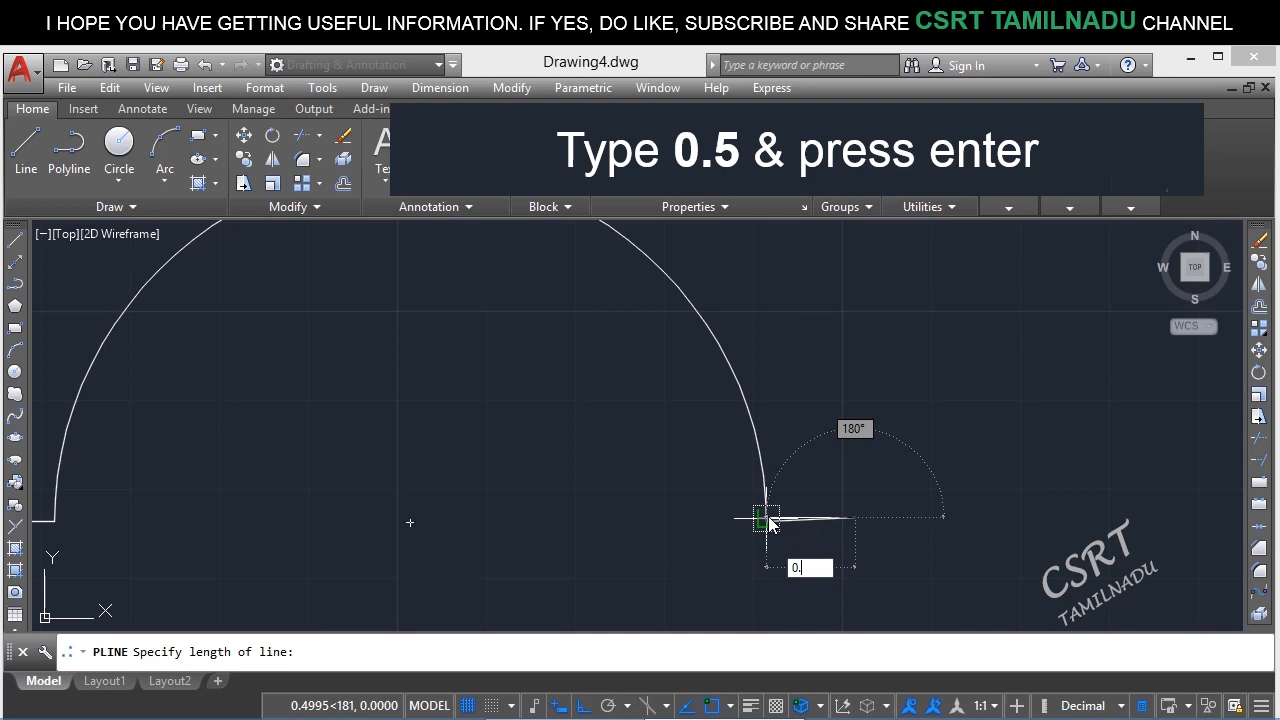 I HOPE YOU HAVE GETTING USEFUL INFORMATION. IF YES, DO LIKE, SUBSCRIBE AND SHARE CSRT TAMILNADU CHANNEL
Drafting & Annotation
Drawing4.dwg
Type a keyword or phrase
Sign In
File Edit View Insert Format Tools Draw Dimension Modify Parametric Window Help Express
Home Insert Annotate View Manage Output Add-in
Type 0.5 & press enter
Line Polyline Circle Arc
Draw Modify Annotation Block Properties Groups Utilities
[−][Top][2D Wireframe]
N
W TOP E
S
WCS
180°
0.
Y
X
CSRT
TAMILNADU
PLINE Specify length of line:
Model Layout1 Layout2 +
0.4995<181, 0.0000 MODEL 1:1 Decimal